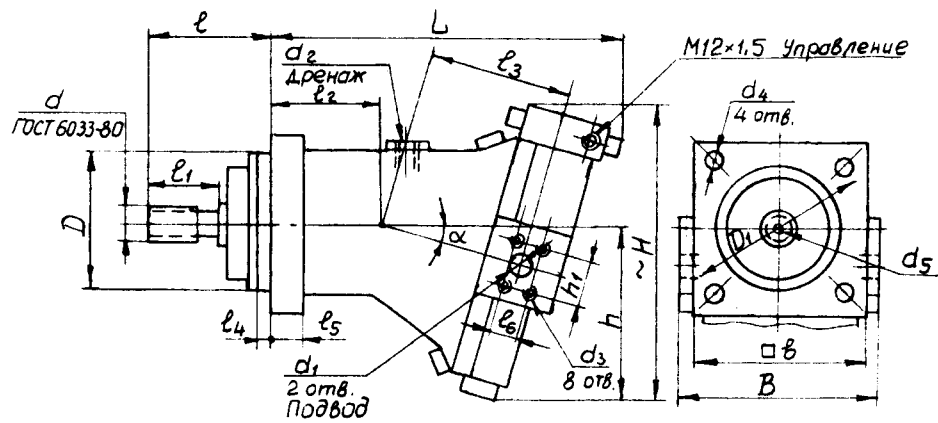 ℓ
L
M12×1.5 Управление
d2
дренаж
ℓ2
ℓ3
d4
4 отв.
d
ГОСТ 6033-80
ℓ1
D
α
~H
D1
d5
h1
h
ℓ4
ℓ5
ℓ6
d1
2 отв.
Подвод
d3
8 отв.
□в
B